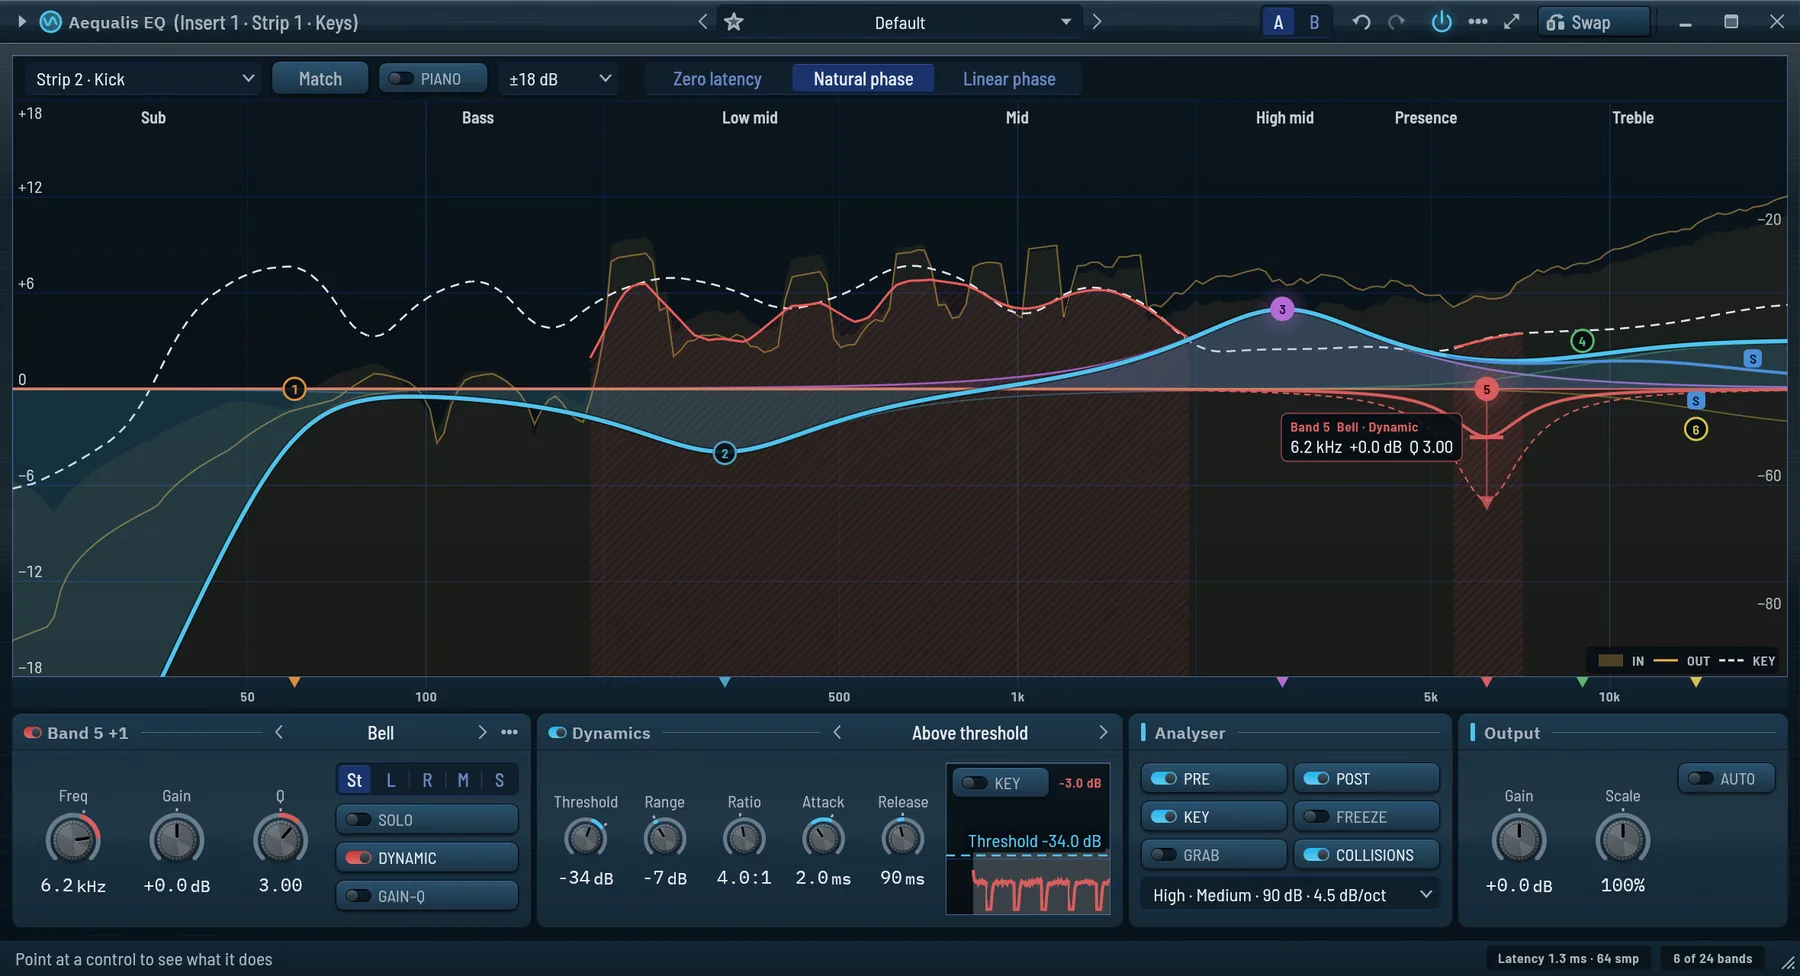 Aequalis EQ (Insert 1 · Strip 1 · Keys)
Default
A B
Swap
Strip 2 · Kick
Match
PIANO
±18 dB
Zero latency
Natural phase
Linear phase
+18
Sub
Bass
Low mid
Mid
High mid
Presence
Treble
+12
-20
+6
3
4
S
0
1
5
S
6
Band 5 Bell · Dynamic
6.2 kHz +0.0 dB Q 3.00
2
-6
-60
-12
-80
-18
IN OUT KEY
50
100
500
1k
5k
10k
Band 5 +1
Bell
Dynamics
Above threshold
Analyser
Output
St L R M S
Freq
Gain
Q
SOLO
DYNAMIC
GAIN-Q
6.2 kHz
+0.0 dB
3.00
Threshold
Range
Ratio
Attack
Release
-34 dB
-7 dB
4.0:1
2.0 ms
90 ms
KEY
-3.0 dB
Threshold -34.0 dB
PRE
POST
KEY
FREEZE
GRAB
COLLISIONS
High · Medium · 90 dB · 4.5 dB/oct
AUTO
Gain
Scale
+0.0 dB
100%
Point at a control to see what it does
Latency 1.3 ms · 64 smp
6 of 24 bands